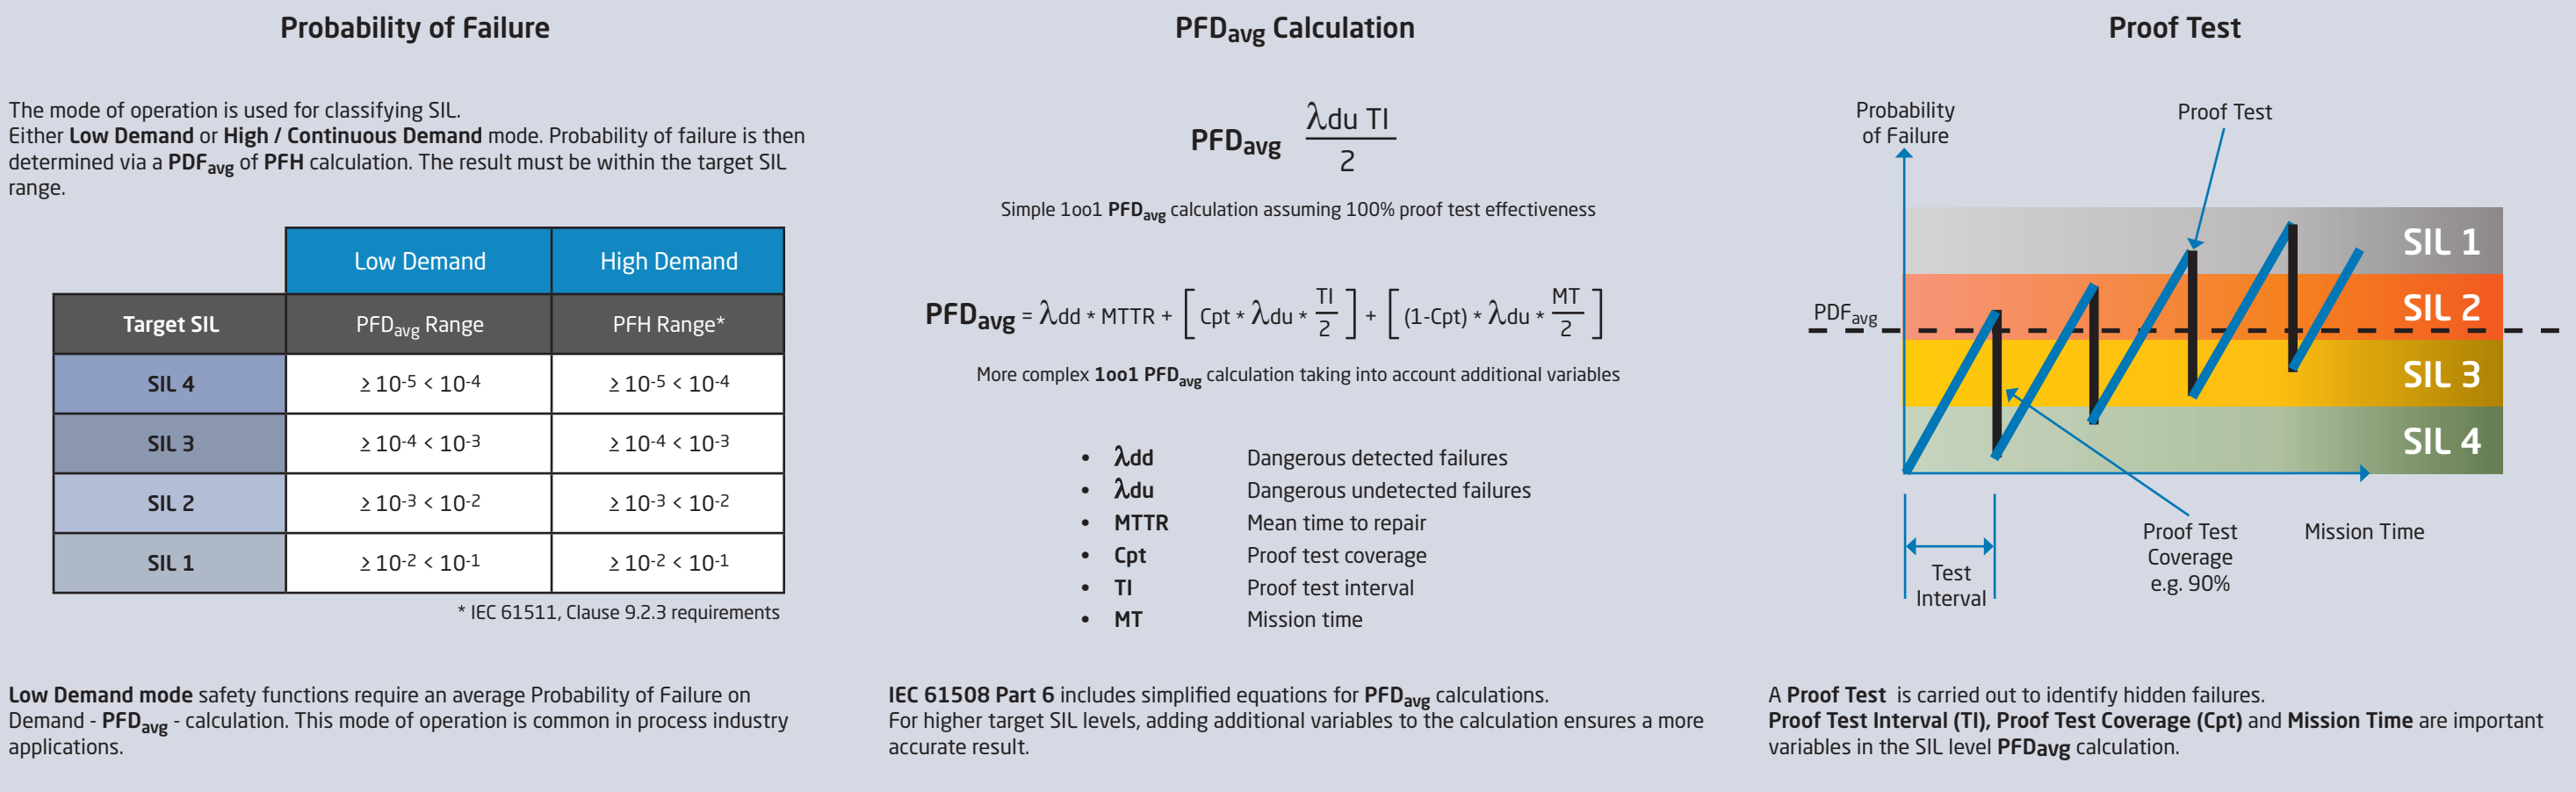 Probability of Failure
The mode of operation is used for classifying SIL.
Either Low Demand or High / Continuous Demand mode. Probability of failure is then
determined via a PDFavg of PFH calculation. The result must be within the target SIL
range.
Low Demand High Demand
Target SIL PFDavg Range PFH Range*
SIL 4 ≥ 10-5 < 10-4 ≥ 10-5 < 10-4
SIL 3 ≥ 10-4 < 10-3 ≥ 10-4 < 10-3
SIL 2 ≥ 10-3 < 10-2 ≥ 10-3 < 10-2
SIL 1 ≥ 10-2 < 10-1 ≥ 10-2 < 10-1
* IEC 61511, Clause 9.2.3 requirements
Low Demand mode safety functions require an average Probability of Failure on
Demand - PFDavg - calculation. This mode of operation is common in process industry
applications.
PFDavg Calculation
PFDavg λdu TI / 2
Simple 1oo1 PFDavg calculation assuming 100% proof test effectiveness
PFDavg = λdd * MTTR + [ Cpt * λdu * TI / 2 ] + [ (1-Cpt) * λdu * MT / 2 ]
More complex 1oo1 PFDavg calculation taking into account additional variables
• λdd Dangerous detected failures
• λdu Dangerous undetected failures
• MTTR Mean time to repair
• Cpt Proof test coverage
• TI Proof test interval
• MT Mission time
IEC 61508 Part 6 includes simplified equations for PFDavg calculations.
For higher target SIL levels, adding additional variables to the calculation ensures a more
accurate result.
Proof Test
Probability
of Failure
Proof Test
SIL 1
SIL 2
PDFavg
SIL 3
SIL 4
Test
Interval
Proof Test
Coverage
e.g. 90%
Mission Time
A Proof Test is carried out to identify hidden failures.
Proof Test Interval (TI), Proof Test Coverage (Cpt) and Mission Time are important
variables in the SIL level PFDavg calculation.